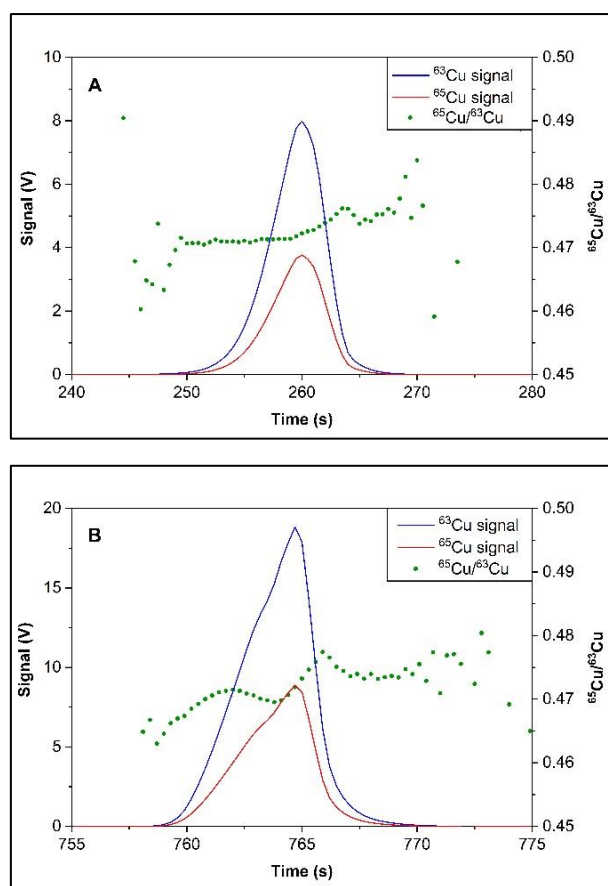 A
⁶³Cu signal
⁶⁵Cu signal
⁶⁵Cu/⁶³Cu
10
8
6
4
2
0
Signal (V)
0.50
0.49
0.48
0.47
0.46
0.45
⁶⁵Cu/⁶³Cu
240 250 260 270 280
Time (s)
B
⁶³Cu signal
⁶⁵Cu signal
⁶⁵Cu/⁶³Cu
20
15
10
5
0
Signal (V)
0.50
0.49
0.48
0.47
0.46
0.45
⁶⁵Cu/⁶³Cu
755 760 765 770 775
Time (s)